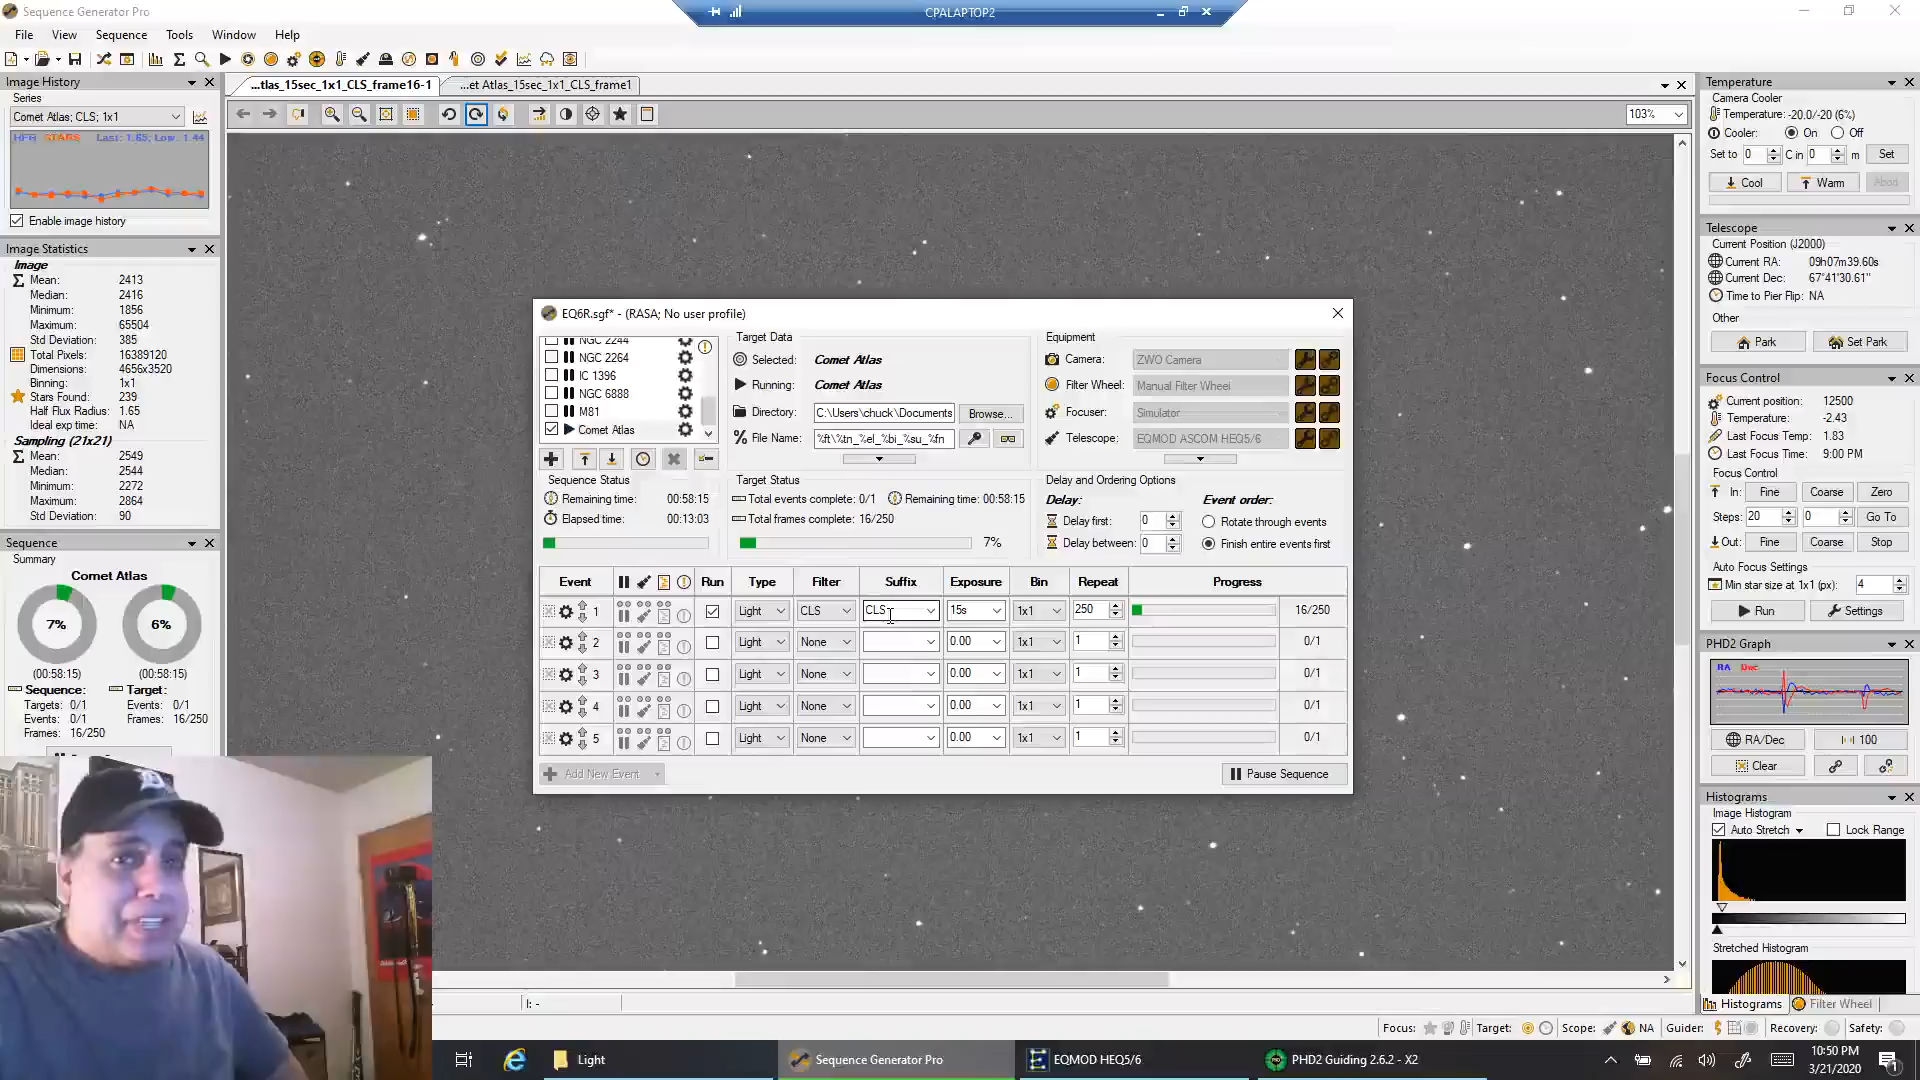 Sequence Generator Pro
CPALAPTOP2
File View Sequence Tools Window Help
Image History
Series
Comet Atlas; CLS; 1x1
HFR STARS Last: 1.65; Low: 1.44
Enable image history
Image Statistics
Image
Mean: 2413
Median: 2416
Minimum: 1856
Maximum: 65504
Std Deviation: 385
Total Pixels: 16389120
Dimensions: 4656x3520
Binning: 1x1
Stars Found: 239
Half Flux Radius: 1.65
Ideal exp time: NA
Sampling (21x21)
Mean: 2549
Median: 2544
Minimum: 2272
Maximum: 2864
Std Deviation: 90
Sequence
Summary
Comet Atlas
7% 6%
(00:58:15) (00:58:15)
Sequence: Target:
Targets: 0/1 Events: 0/1
Events: 0/1 Frames: 16/250
Frames: 16/250
...tlas_15sec_1x1_CLS_frame16-1
...et Atlas_15sec_1x1_CLS_frame1
103%
EQ6R.sgf* - (RASA; No user profile)
NGC 2244
NGC 2264
IC 1396
NGC 6888
M81
Comet Atlas
Target Data
Selected: Comet Atlas
Running: Comet Atlas
Directory: C:\Users\chuck\Documents Browse...
File Name: %ft\%tn_%el_%bi_%su_%fn
Equipment
Camera: ZWO Camera
Filter Wheel: Manual Filter Wheel
Focuser: Simulator
Telescope: EQMOD ASCOM HEQ5/6
Sequence Status
Remaining time: 00:58:15
Elapsed time: 00:13:03
Target Status
Total events complete: 0/1 Remaining time: 00:58:15
Total frames complete: 16/250
7%
Delay and Ordering Options
Delay: Event order:
Delay first: 0 Rotate through events
Delay between: 0 Finish entire events first
Event Run Type Filter Suffix Exposure Bin Repeat Progress
1 Light CLS CLS 15s 1x1 250 16/250
2 Light None 0.00 1x1 1 0/1
3 Light None 0.00 1x1 1 0/1
4 Light None 0.00 1x1 1 0/1
5 Light None 0.00 1x1 1 0/1
Add New Event Pause Sequence
I: -
Temperature
Camera Cooler
Temperature: -20.0/-20 (6%)
Cooler: On Off
Set to 0 C in 0 m Set
Cool Warm Abort
Telescope
Current Position (J2000)
Current RA: 09h07m39.60s
Current Dec: 67°41'30.61"
Time to Pier Flip: NA
Other
Park Set Park
Focus Control
Current position: 12500
Temperature: -2.43
Last Focus Temp: 1.83
Last Focus Time: 9:00 PM
Focus Control
In: Fine Coarse Zero
Steps: 20 0 Go To
Out: Fine Coarse Stop
Auto Focus Settings
Min star size at 1x1 (px): 4
Run Settings
PHD2 Graph
RA Dec
RA/Dec 100
Clear
Histograms
Image Histogram
Auto Stretch Lock Range
Stretched Histogram
Histograms Filter Wheel
Focus: Target: Scope: NA Guider: Recovery: Safety:
Light
Sequence Generator Pro
EQMOD HEQ5/6
PHD2 Guiding 2.6.2 - X2
10:50 PM
3/21/2020
1